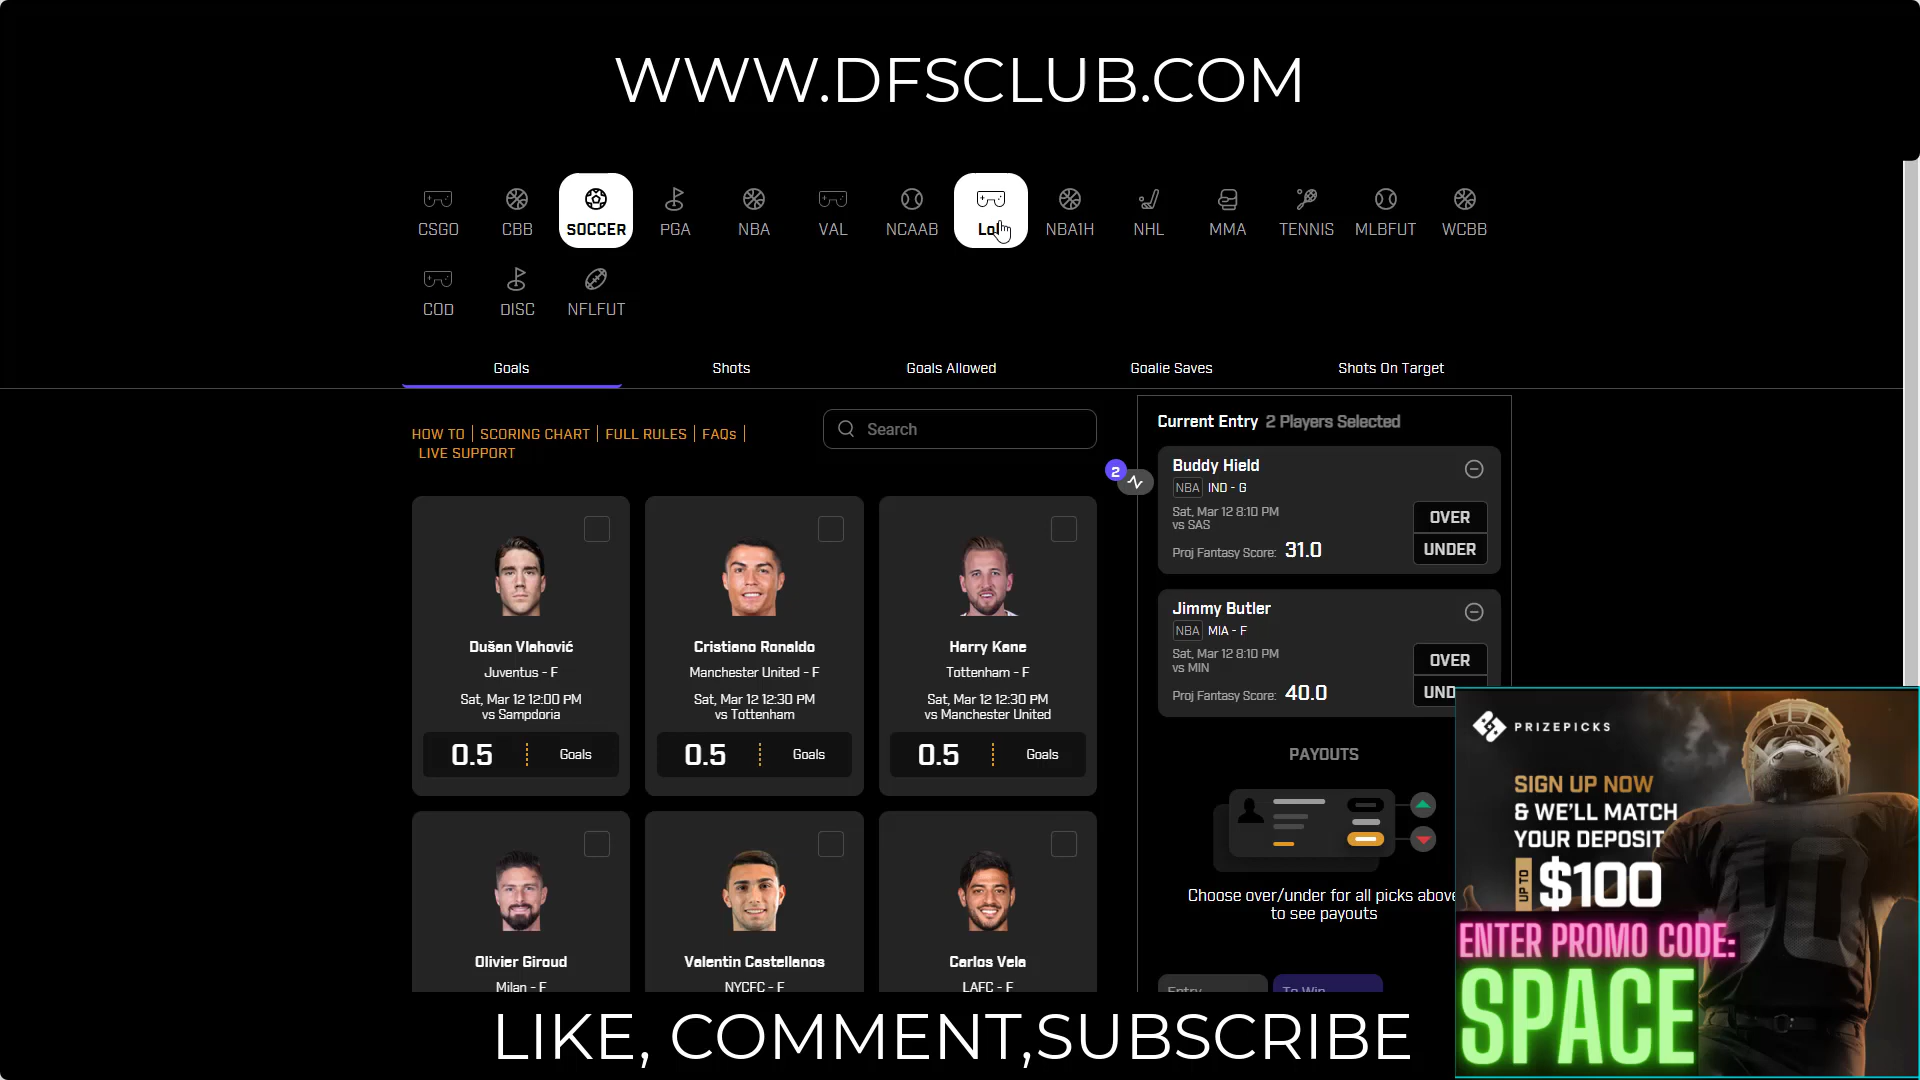 WWW.DFSCLUB.COM
CSGO CBB SOCCER PGA NBA VAL NCAAB LoL NBA1H NHL MMA TENNIS MLBFUT WCBB
COD DISC NFLFUT
Goals Shots Goals Allowed Goalie Saves Shots On Target
HOW TO | SCORING CHART | FULL RULES | FAQs |
LIVE SUPPORT
Search
Dušan Vlahović
Juventus - F
Sat, Mar 12 12:00 PM
vs Sampdoria
0.5 Goals
Cristiano Ronaldo
Manchester United - F
Sat, Mar 12 12:30 PM
vs Tottenham
0.5 Goals
Harry Kane
Tottenham - F
Sat, Mar 12 12:30 PM
vs Manchester United
0.5 Goals
Olivier Giroud
Milan - F
Valentin Castellanos
NYCFC - F
Carlos Vela
LAFC - F
2
Current Entry 2 Players Selected
Buddy Hield
NBA IND - G
Sat, Mar 12 8:10 PM
vs SAS
Proj Fantasy Score: 31.0
OVER
UNDER
Jimmy Butler
NBA MIA - F
Sat, Mar 12 8:10 PM
vs MIN
Proj Fantasy Score: 40.0
OVER
UND
PAYOUTS
Choose over/under for all picks above
to see payouts
Entry To Win
PRIZEPICKS
SIGN UP NOW
& WE'LL MATCH
YOUR DEPOSIT
UP TO $100
ENTER PROMO CODE:
SPACE
LIKE, COMMENT,SUBSCRIBE